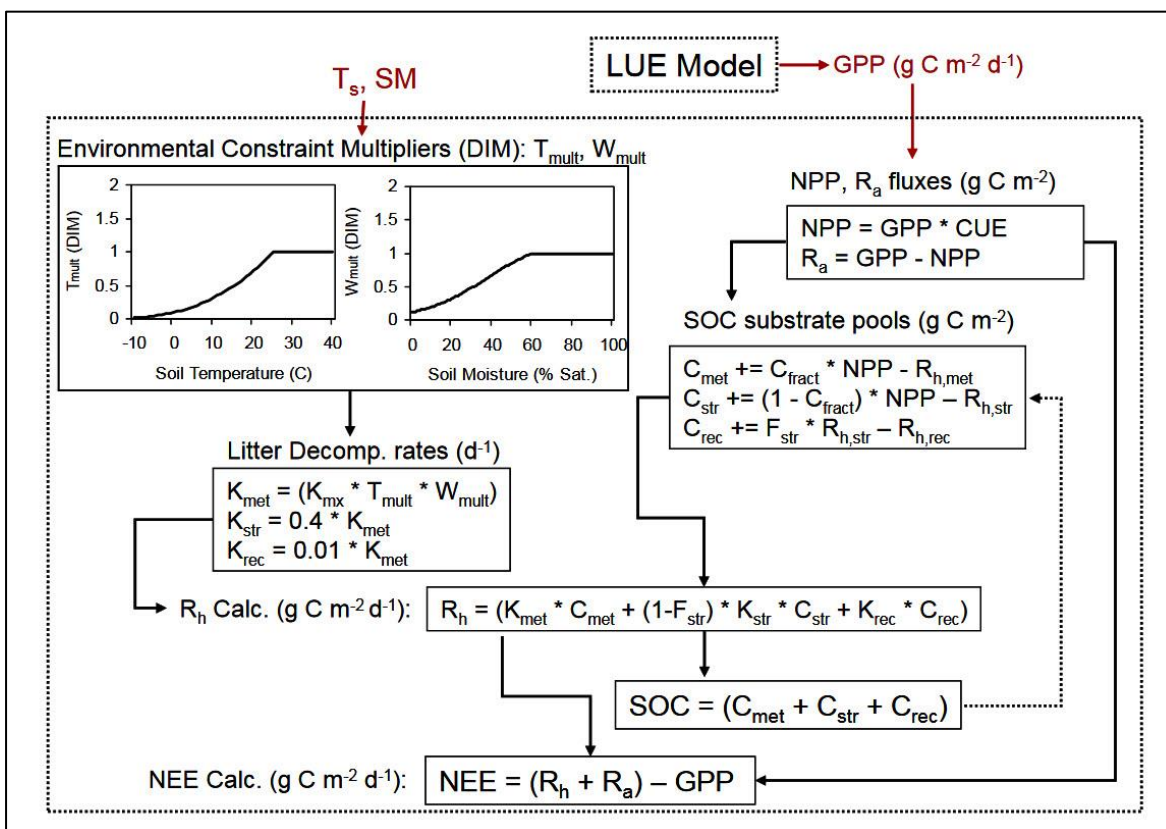 LUE Model
GPP (g C m-2 d-1)
Ts, SM
Environmental Constraint Multipliers (DIM): Tmult, Wmult
Tmult (DIM)
2
1.5
1
0.5
0
-10 0 10 20 30 40
Soil Temperature (C)
Wmult (DIM)
2
1.5
1
0.5
0
0 20 40 60 80 100
Soil Moisture (% Sat.)
NPP, Ra fluxes (g C m-2)
NPP = GPP * CUE
Ra = GPP - NPP
SOC substrate pools (g C m-2)
Cmet += Cfract * NPP - Rh,met
Cstr += (1 - Cfract) * NPP – Rh,str
Crec += Fstr * Rh,str – Rh,rec
Litter Decomp. rates (d-1)
Kmet = (Kmx * Tmult * Wmult)
Kstr = 0.4 * Kmet
Krec = 0.01 * Kmet
Rh Calc. (g C m-2 d-1):
Rh = (Kmet * Cmet + (1-Fstr) * Kstr * Cstr + Krec * Crec)
SOC = (Cmet + Cstr + Crec)
NEE Calc. (g C m-2 d-1):
NEE = (Rh + Ra) – GPP